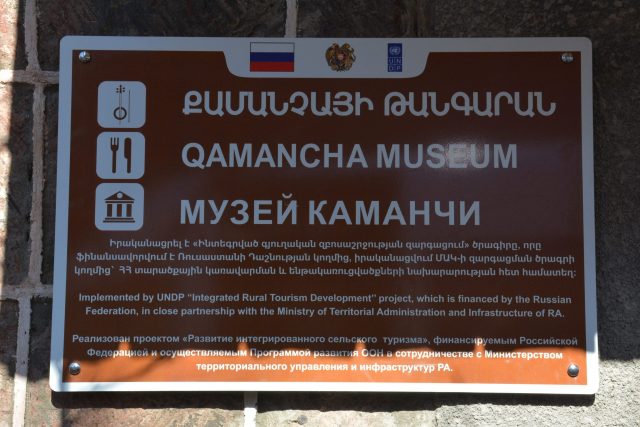 ՔԱՄԱՆՉԱՅԻ ԹԱՆԳԱՐԱՆ
QAMANCHA MUSEUM
МУЗЕЙ КАМАНЧИ
Իրականացրել է «Ինտեգրված գյուղական զբոսաշրջության զարգացում» ծրագիրը, որը
ֆինանսավորվում է Ռուսաստանի Դաշնության կողմից, իրականացվում ՄԱԿ-ի զարգացման ծրագրի
կողմից՝ ՀՀ տարածքային կառավարման և ենթակառուցվածքների նախարարության հետ համատեղ:
Implemented by UNDP "Integrated Rural Tourism Development" project, which is financed by the Russian
Federation, in close partnership with the Ministry of Territorial Administration and Infrastructure of RA.
Реализован проектом «Развитие интегрированного сельского туризма», финансируемым Российской
Федерацией и осуществляемым Программой развития ООН в сотрудничестве с Министерством
территориального управления и инфраструктур РА.